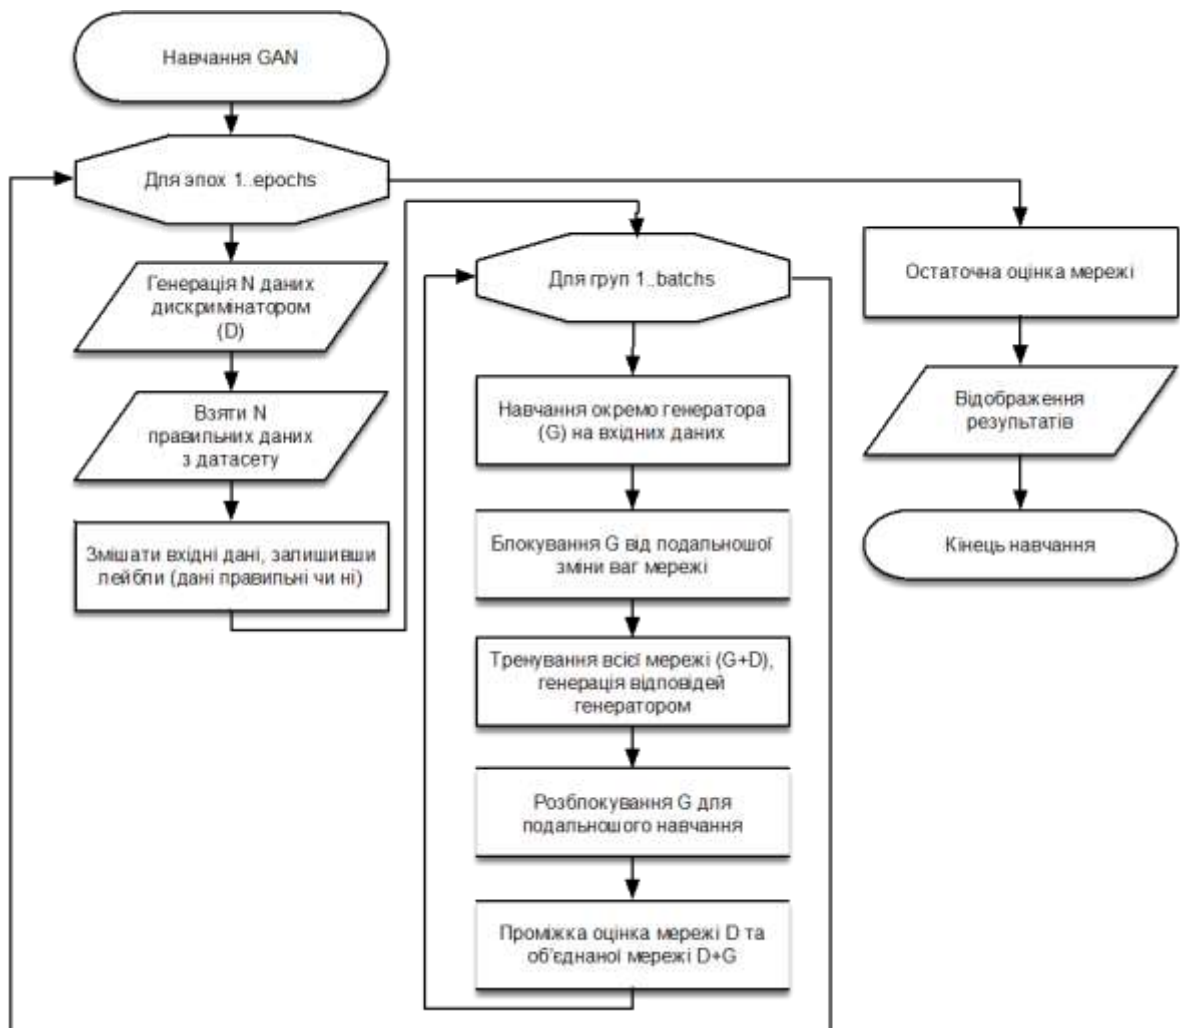 Навчання GAN
Для эпох 1..epochs
Генерація N даних
дискримінатором
(D)
Взяти N
правильних даних
з датасету
Змішати вхідні дані, запишивши
лейбли (дані правильні чи ні)
Для груп 1..batchs
Навчання окремо генератора
(G) на вхідних даних
Блокування G від подальношої
зміни ваг мережі
Тренування всієї мережі (G+D),
генерація відповідей
генератором
Розблокування G для
подальношого навчання
Проміжка оцінка мережі D та
об'єднаної мережі D+G
Остаточна оцінка мережі
Відображення
результатів
Кінець навчання